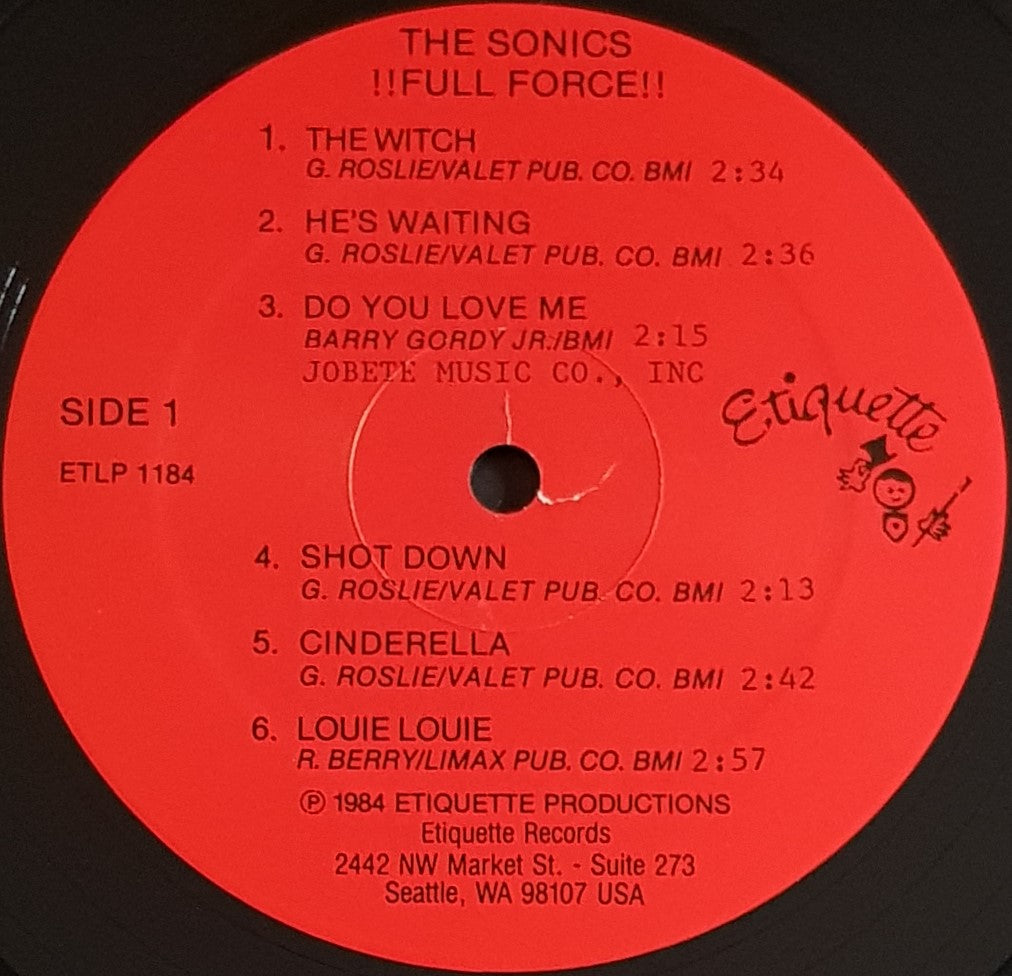 THE SONICS
!!FULL FORCE!!
1. THE WITCH
G. ROSLIE/VALET PUB. CO. BMI 2:34
2. HE'S WAITING
G. ROSLIE/VALET PUB. CO. BMI 2:36
3. DO YOU LOVE ME
BARRY GORDY JR./BMI 2:15
JOBETE MUSIC CO., INC
SIDE 1
ETLP 1184
Etiquette
4. SHOT DOWN
G. ROSLIE/VALET PUB. CO. BMI 2:13
5. CINDERELLA
G. ROSLIE/VALET PUB. CO. BMI 2:42
6. LOUIE LOUIE
R. BERRY/LIMAX PUB. CO. BMI 2:57
℗ 1984 ETIQUETTE PRODUCTIONS
Etiquette Records
2442 NW Market St. - Suite 273
Seattle, WA 98107 USA